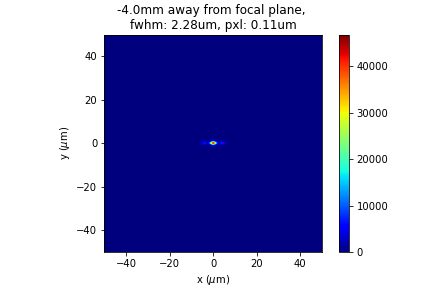 -4.0mm away from focal plane,
fwhm: 2.28um, pxl: 0.11um
40
20
0
−20
−40
y (μm)
−40 −20 0 20 40
x (μm)
40000
30000
20000
10000
0